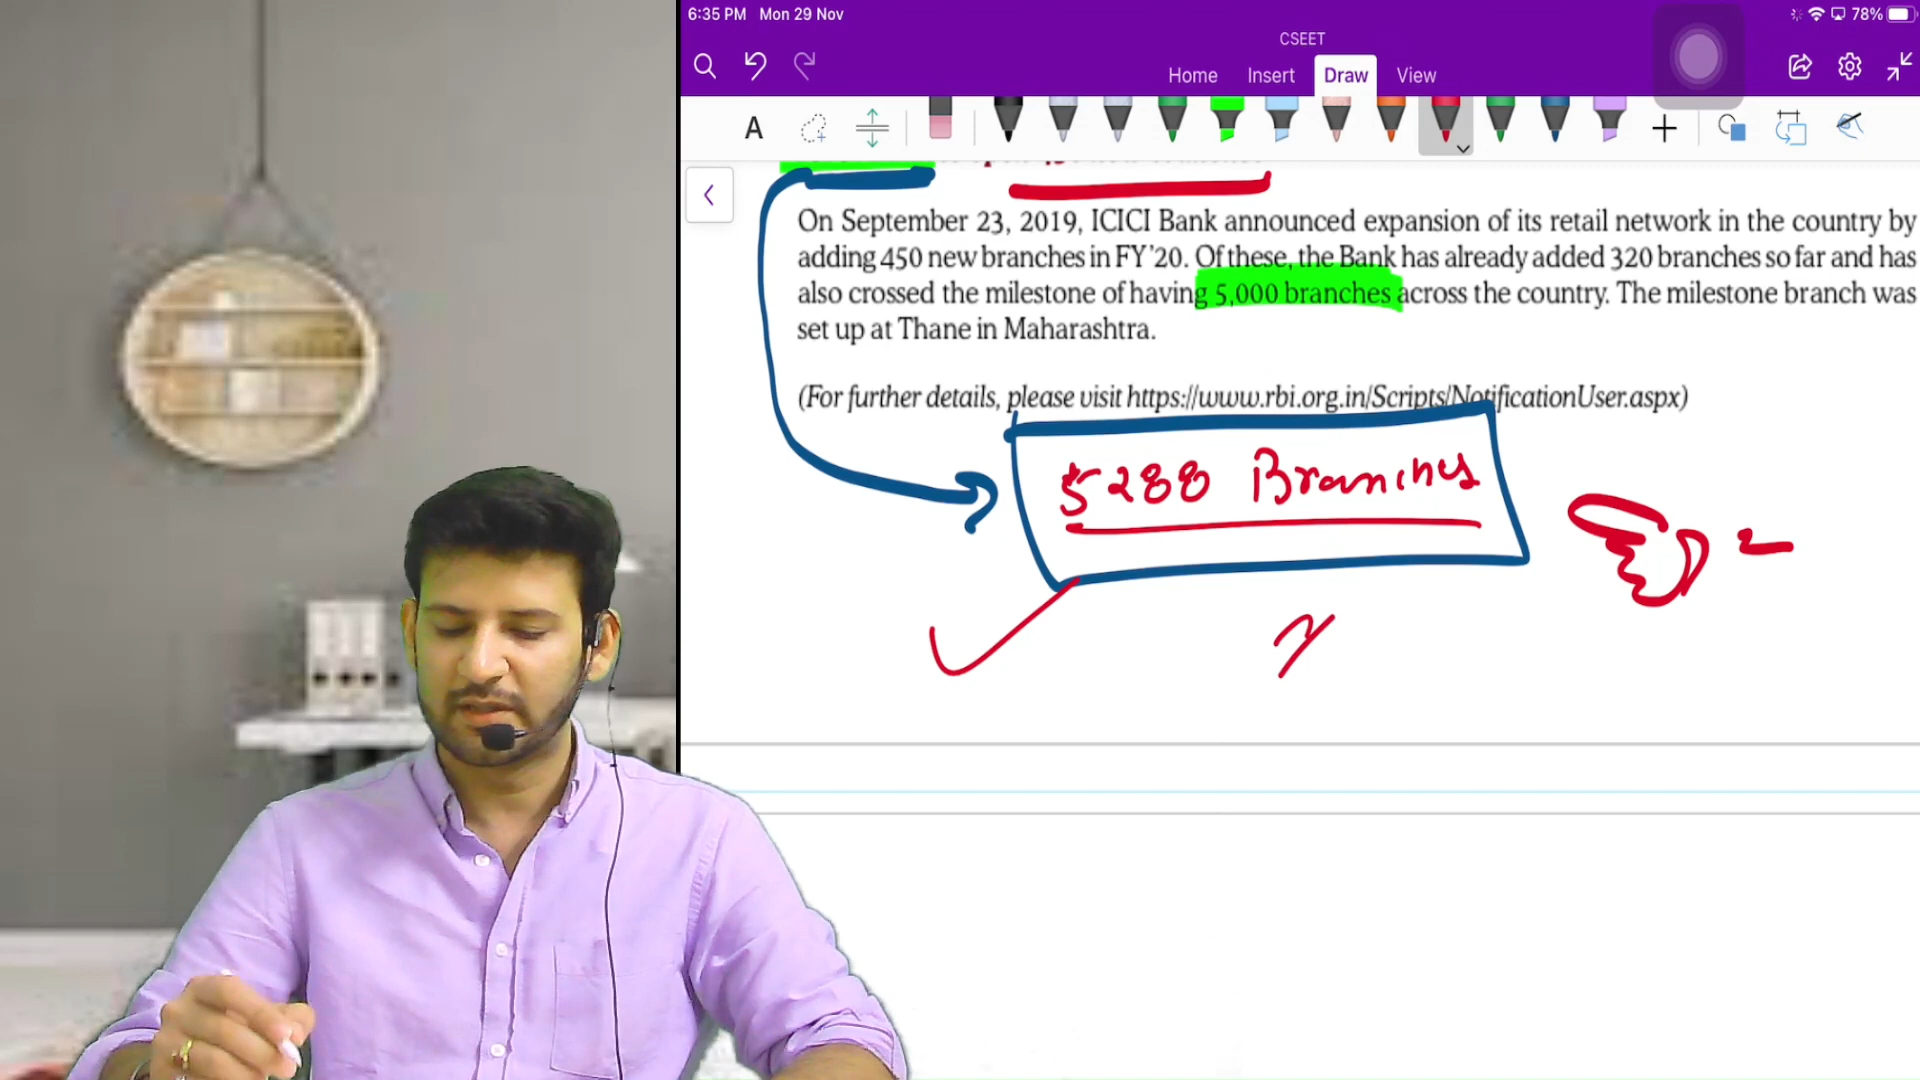 6:35 PM Mon 29 Nov
78%
CSEET
Home Insert Draw View
A
On September 23, 2019, ICICI Bank announced expansion of its retail network in the country by
adding 450 new branches in FY’20. Of these, the Bank has already added 320 branches so far and has
also crossed the milestone of having 5,000 branches across the country. The milestone branch was
set up at Thane in Maharashtra.
(For further details, please visit https://www.rbi.org.in/Scripts/NotificationUser.aspx)
5288 Branches